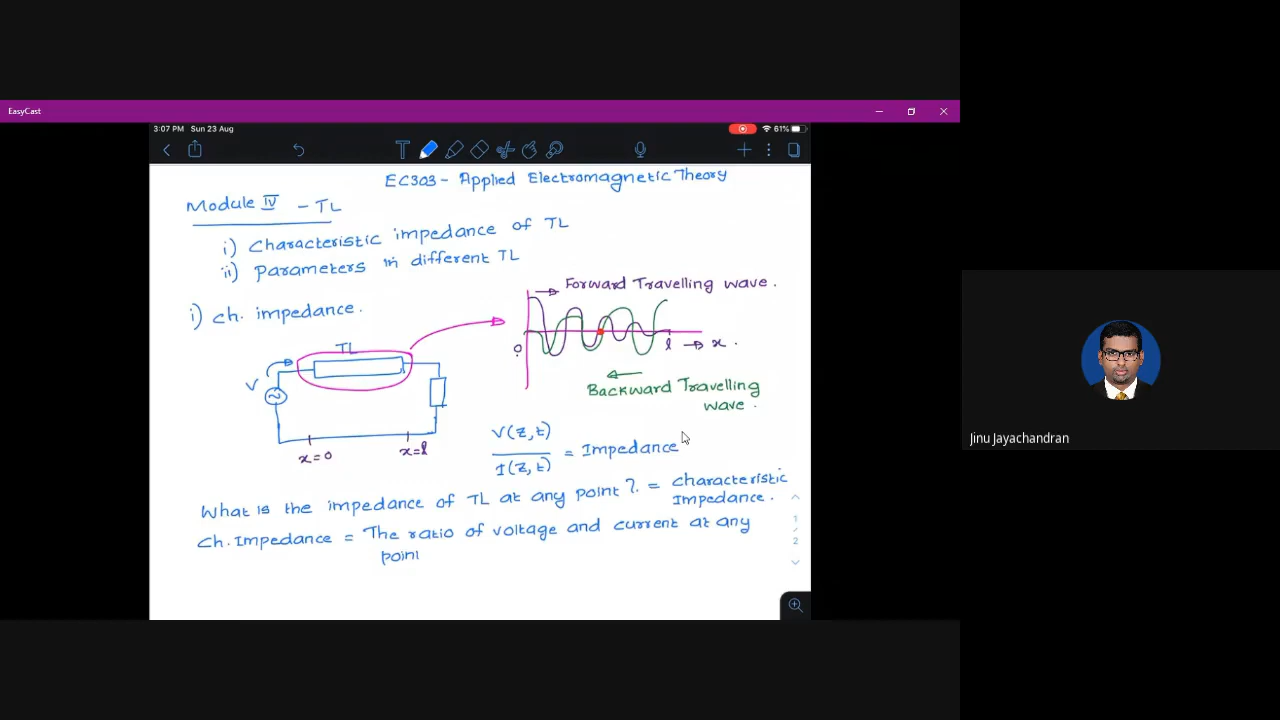 EasyCast
3:07 PM Sun 23 Aug
61%
EC303 - Applied Electromagnetic Theory
Module IV - TL
i) Characteristic impedance of TL
ii) Parameters in different TL
i) Ch. impedance.
Forward Travelling wave.
TL
V
0
l → x.
Backward Travelling
wave.
x=0
x=l
V(z,t)
I(z,t)
= Impedance
What is the impedance of TL at any point? = characteristic
Impedance.
Ch. Impedance = The ratio of voltage and current at any
point
1
2
Jinu Jayachandran